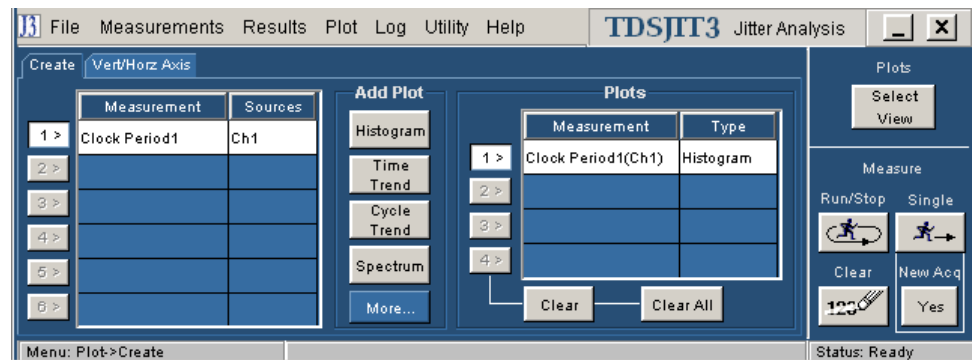 J3 File Measurements Results Plot Log Utility Help TDSJIT3 Jitter Analysis
Create Vert/Horz Axis
Measurement Sources
1 > Clock Period1 Ch1
2 >
3 >
4 >
5 >
6 >
Add Plot
Histogram
Time
Trend
Cycle
Trend
Spectrum
More...
Plots
Measurement Type
1 > Clock Period1(Ch1) Histogram
2 >
3 >
4 >
Clear Clear All
Plots
Select
View
Measure
Run/Stop Single
Clear New Acq
123 Yes
Menu: Plot->Create Status: Ready